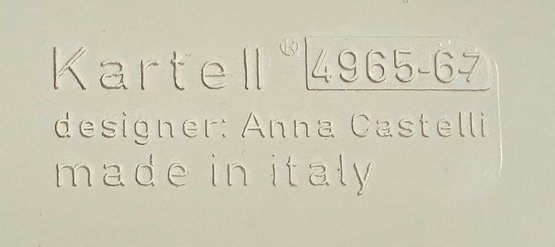 Kartell® 4965-67
designer: Anna Castelli
made in italy